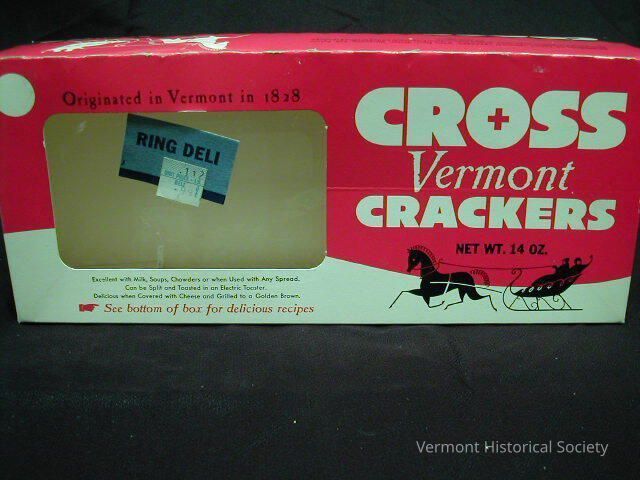 Originated in Vermont in 1828
CROSS
Vermont
CRACKERS
NET WT. 14 OZ.
RING DELI
Excellent with Milk, Soups, Chowders or when Used with Any Spread.
Can be Split and Toasted in an Electric Toaster.
Delicious when Covered with Cheese and Grilled to a Golden Brown.
See bottom of box for delicious recipes
Vermont Historical Society